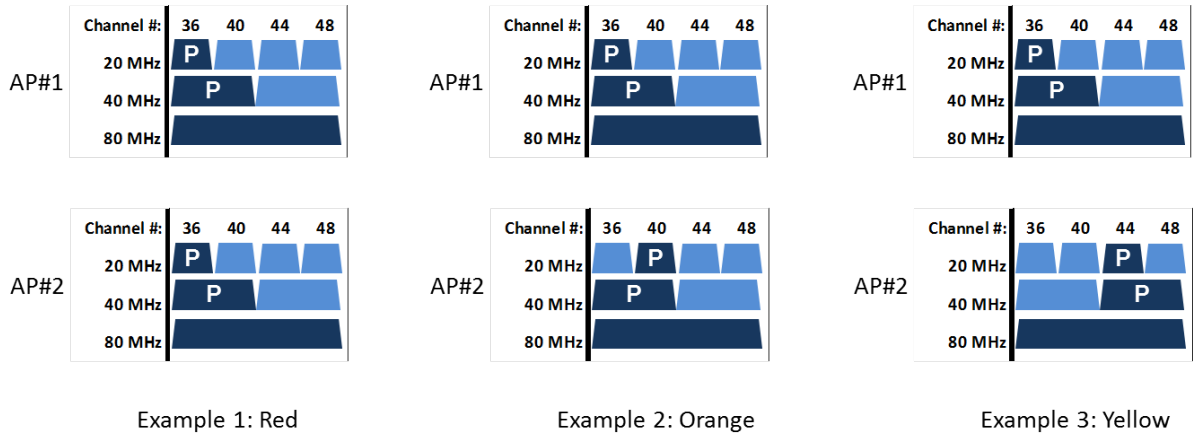 Channel #: 36 40 44 48
20 MHz P
AP#1
40 MHz P
80 MHz
Channel #: 36 40 44 48
20 MHz P
AP#1
40 MHz P
80 MHz
Channel #: 36 40 44 48
20 MHz P
AP#1
40 MHz P
80 MHz
Channel #: 36 40 44 48
20 MHz P
AP#2
40 MHz P
80 MHz
Channel #: 36 40 44 48
20 MHz P
AP#2
40 MHz P
80 MHz
Channel #: 36 40 44 48
20 MHz P
AP#2
40 MHz P
80 MHz
Example 1: Red
Example 2: Orange
Example 3: Yellow